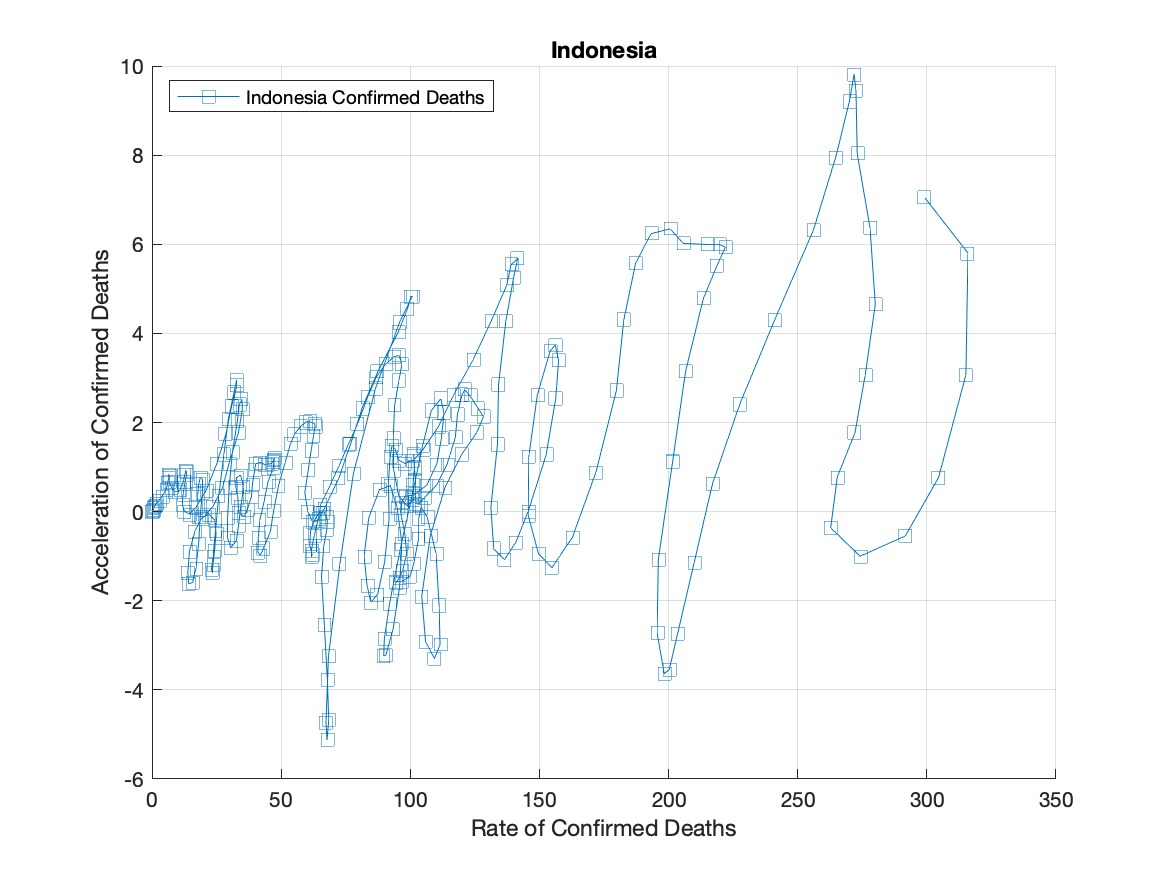 Indonesia
Indonesia Confirmed Deaths
Acceleration of Confirmed Deaths
10
8
6
4
2
0
-2
-4
-6
0 50 100 150 200 250 300 350
Rate of Confirmed Deaths